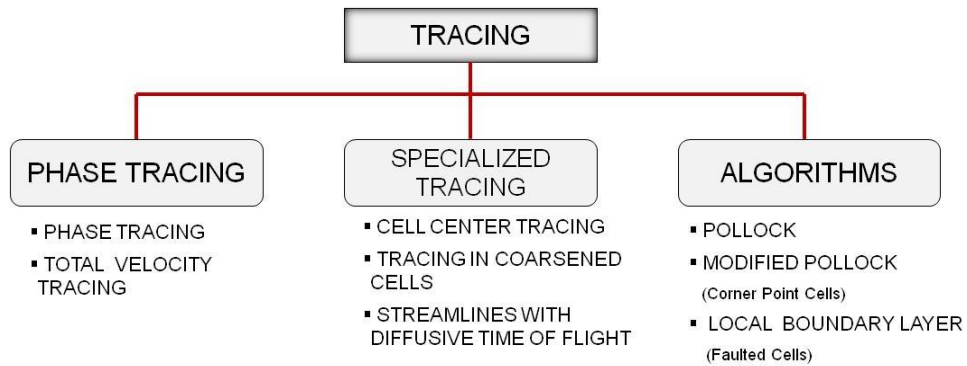 TRACING
PHASE TRACING
▪ PHASE TRACING
▪ TOTAL VELOCITY
TRACING
SPECIALIZED
TRACING
▪ CELL CENTER TRACING
▪ TRACING IN COARSENED
CELLS
▪ STREAMLINES WITH
DIFFUSIVE TIME OF FLIGHT
ALGORITHMS
▪ POLLOCK
▪ MODIFIED POLLOCK
(Corner Point Cells)
▪ LOCAL BOUNDARY LAYER
(Faulted Cells)